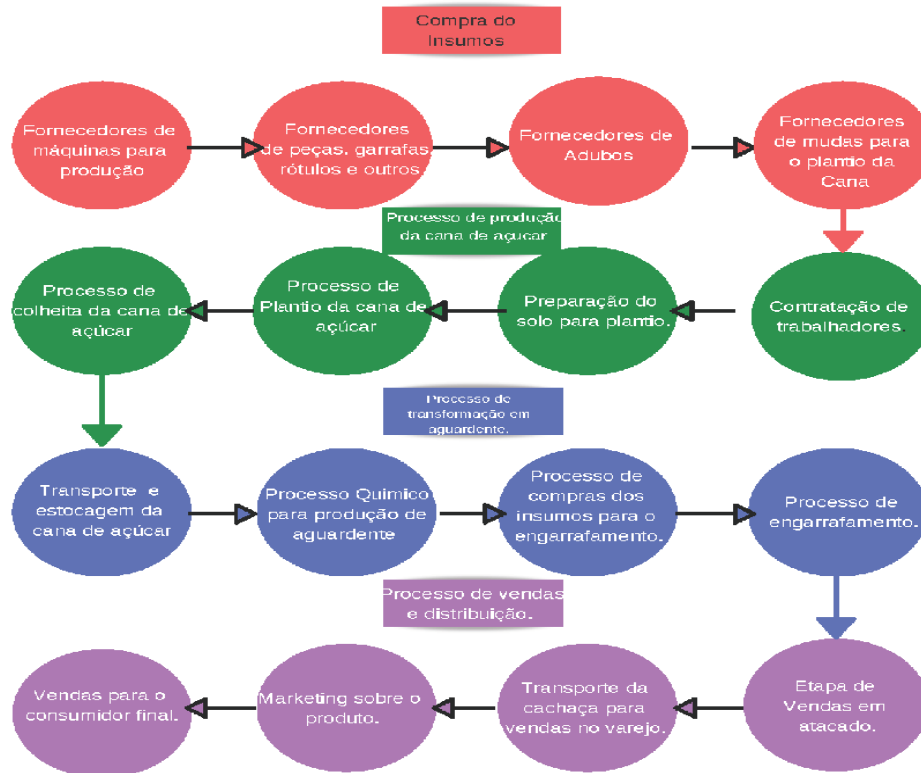 Compra do
Insumos
Fornecedores de
máquinas para
produção
Fornecedores
de peças, garrafas,
rótulos e outros
Fornecedores de
Adubos
Fornecedores
de mudas para
o plantio da
Cana
Processo de produção
da cana de açucar
Processo de
colheita da cana de
açúcar
Processo de
Plantio da cana de
açúcar
Preparação do
solo para plantio.
Contratação de
trabalhadores.
Processo de
transformação em
aguardente.
Transporte e
estocagem da
cana de açúcar
Processo Quimico
para produção de
aguardente
Processo de
compras dos
insumos para o
engarrafamento.
Processo de
engarrafamento.
Processo de vendas
e distribuição.
Vendas para o
consumidor final.
Marketing sobre o
produto.
Transporte da
cachaça para
vendas no varejo.
Etapa de
Vendas em
atacado.